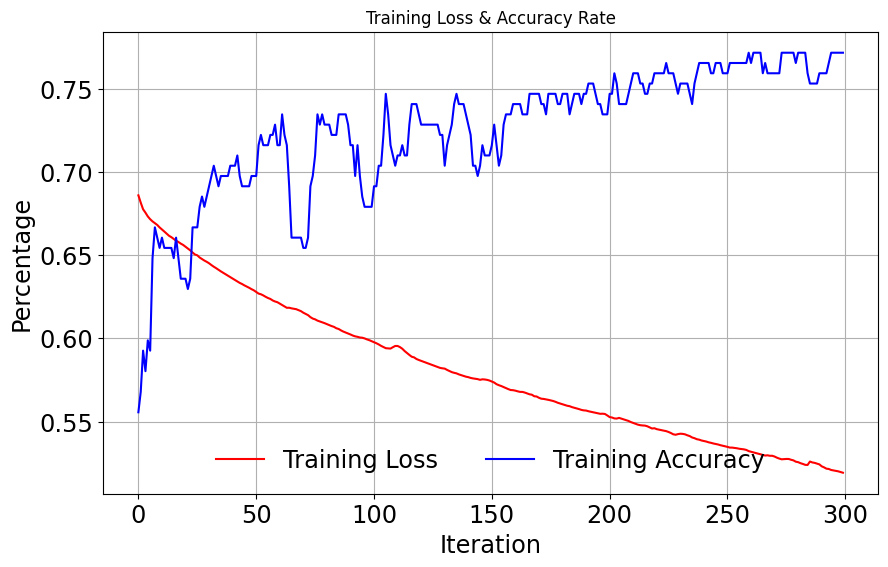 Training Loss & Accuracy Rate
0.75
0.70
0.65
0.60
0.55
Percentage
Training Loss
Training Accuracy
0
50
100
150
200
250
300
Iteration